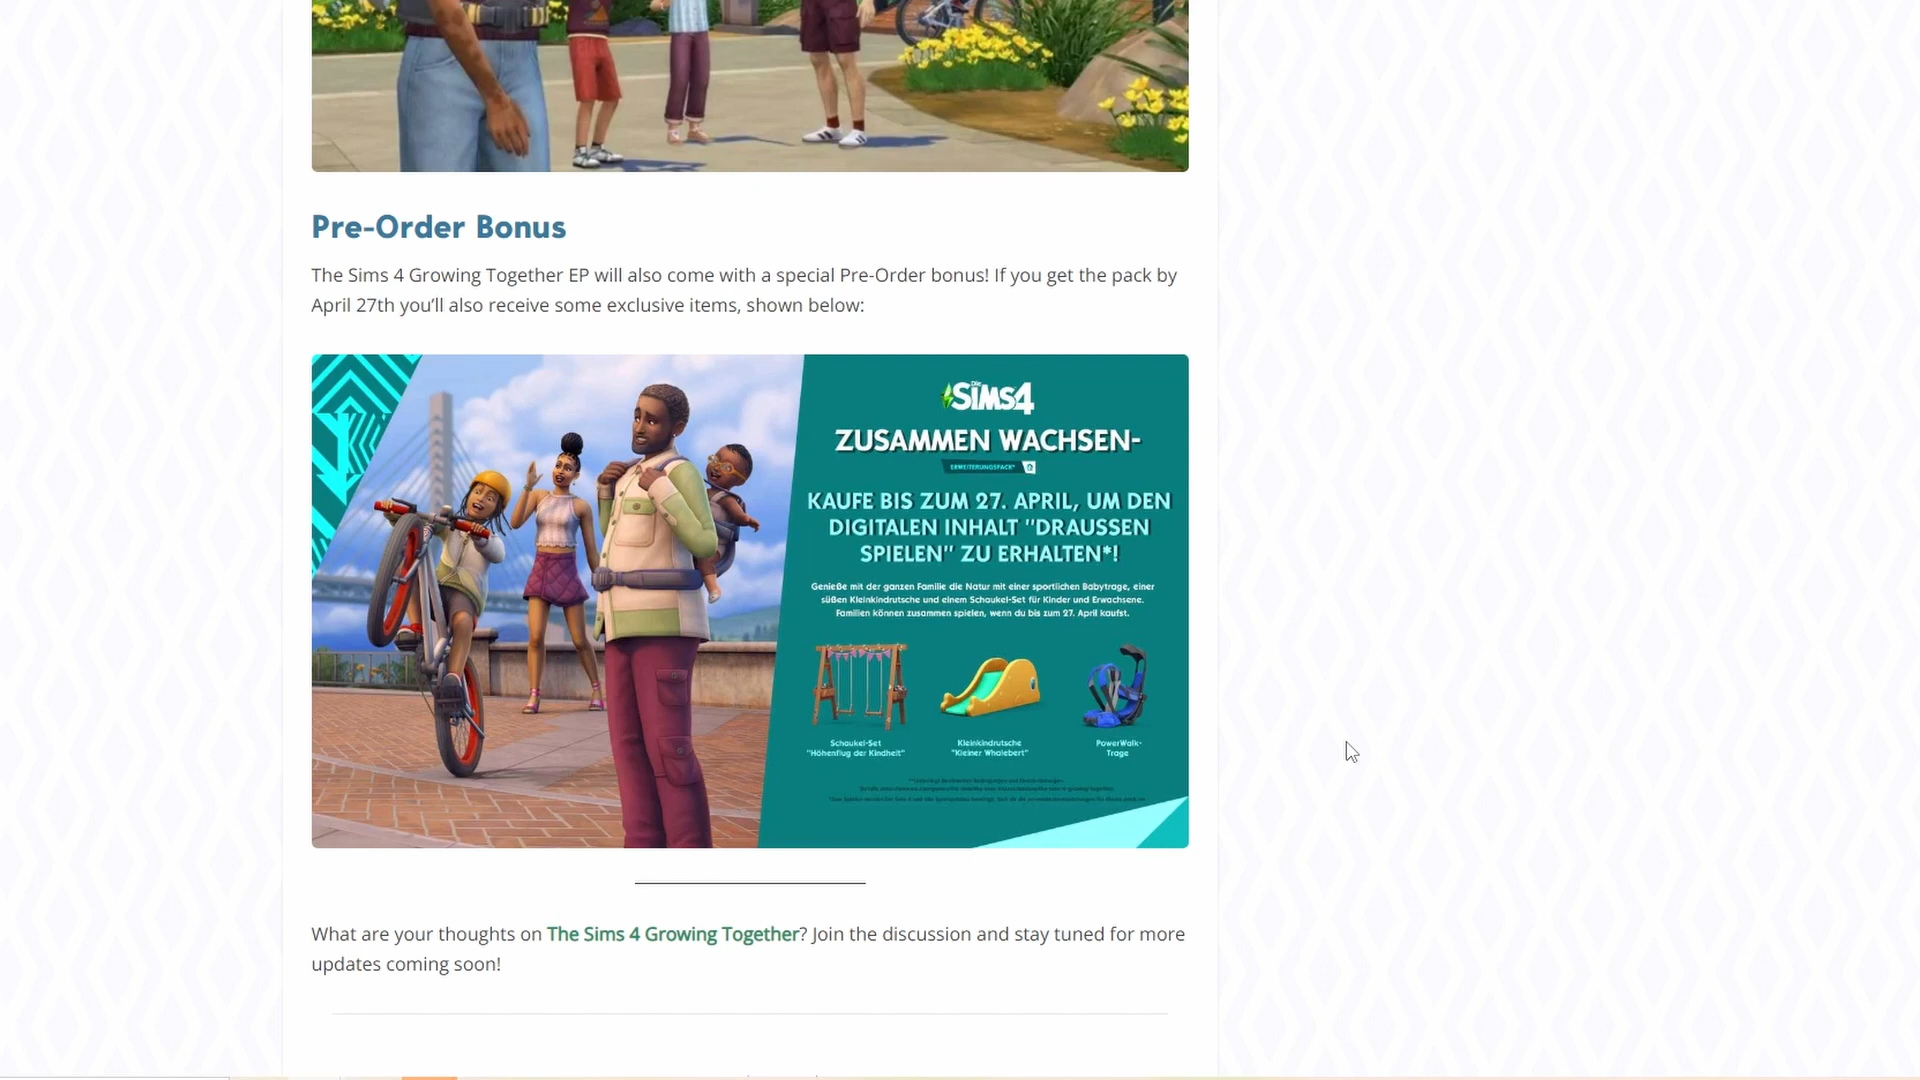 Pre-Order Bonus
The Sims 4 Growing Together EP will also come with a special Pre-Order bonus! If you get the pack by
April 27th you'll also receive some exclusive items, shown below:
Die
SiMS4
ZUSAMMEN WACHSEN-
ERWEITERUNGSPACK*
KAUFE BIS ZUM 27. APRIL, UM DEN
DIGITALEN INHALT "DRAUSSEN
SPIELEN" ZU ERHALTEN*!
Genieße mit der ganzen Familie die Natur mit einer sportlichen Babytrage, einer
süßen Kleinkindrutsche und einem Schaukel-Set für Kinder und Erwachsene.
Familien können zusammen spielen, wenn du bis zum 27. April kaufst.
Schaukel-Set
"Höhenflug der Kindheit"
Kleinkindrutsche
"Kleiner Whalebert"
PowerWalk-
Trage
What are your thoughts on The Sims 4 Growing Together? Join the discussion and stay tuned for more
updates coming soon!